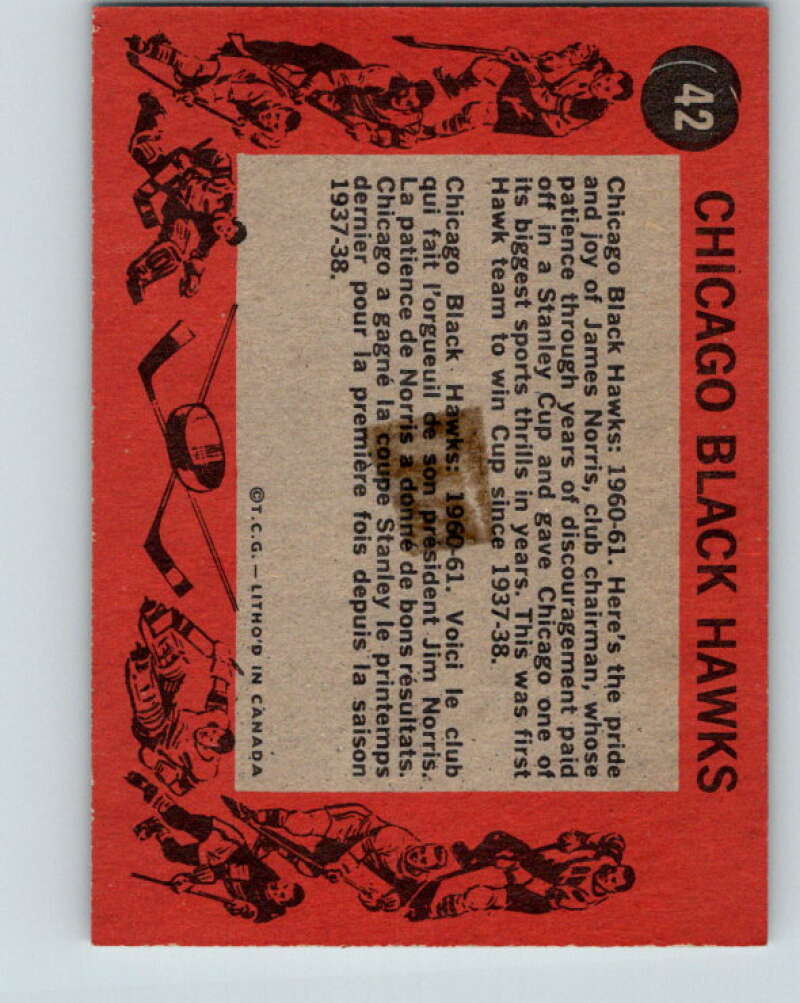 42
CHICAGO BLACK HAWKS
Chicago Black Hawks: 1960-61. Here's the pride
and joy of James Norris, club chairman, whose
patience through years of discouragement paid
off in a Stanley Cup and gave Chicago one of
its biggest sports thrills in years. This was first
Hawk team to win Cup since 1937-38.
Chicago Black Hawks: 1960-61. Voici le club
qui fait l'orgueil de son président Jim Norris.
La patience de Norris a donné de bons résultats.
Chicago a gagné la coupe Stanley le printemps
dernier pour la première fois depuis la saison
1937-38.
©T.C.G.—LITHO'D IN CANADA